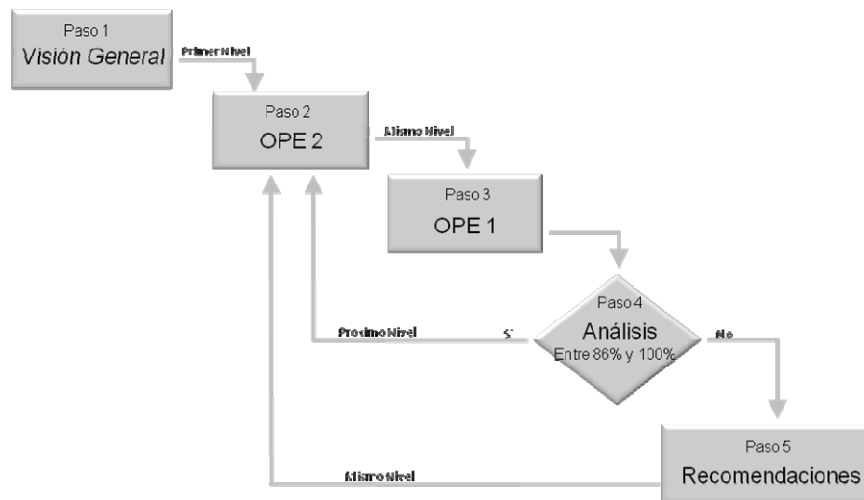 Paso 1
Visión General
Primer Nivel
Paso 2
OPE 2
Mismo Nivel
Paso 3
OPE 1
Paso 4
Análisis
Entre 86% y 100%
Proximo Nivel
Si
No
Paso 5
Recomendaciones
Mismo Nivel